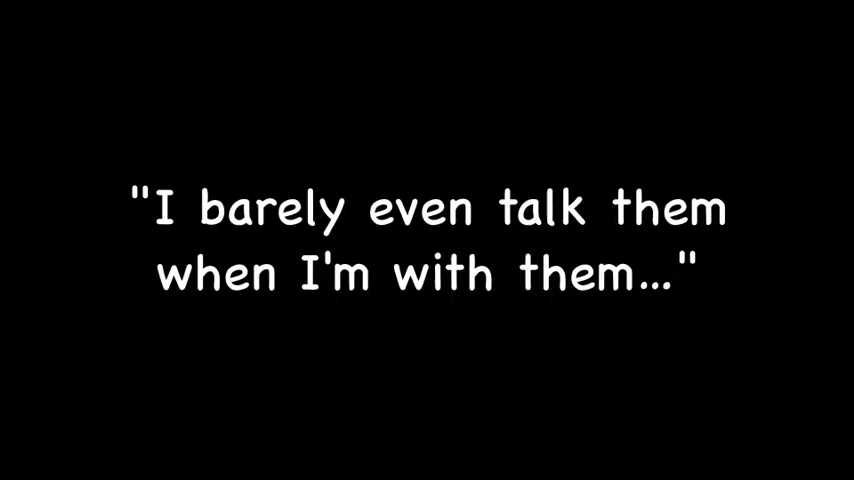 "I barely even talk them
when I'm with them..."